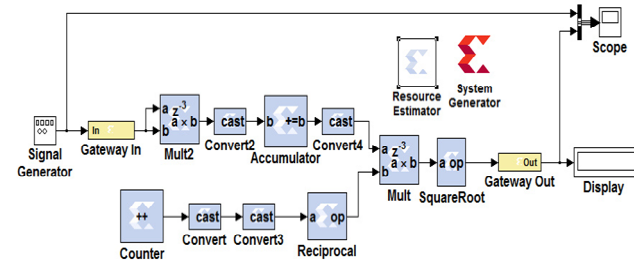 Scope
Resource
Estimator
System
Generator
In
a
b
z-3
a x b
cast
b
+=b
cast
Signal
Generator
Gateway In
Mult2
Convert2
Accumulator
Convert4
a
b
z-3
a x b
a op
Out
Mult
SquareRoot
Gateway Out
Display
++
cast
cast
a op
Counter
Convert
Convert3
Reciprocal